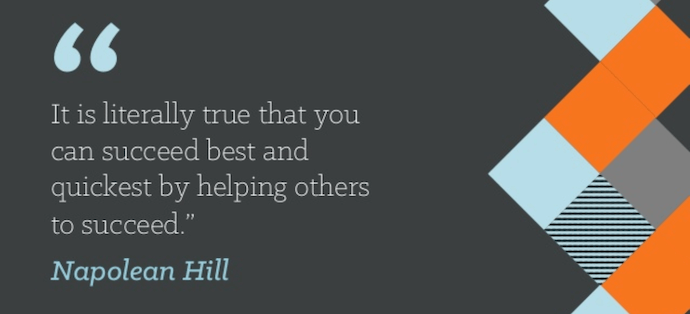 “
It is literally true that you
can succeed best and
quickest by helping others
to succeed.”
Napolean Hill